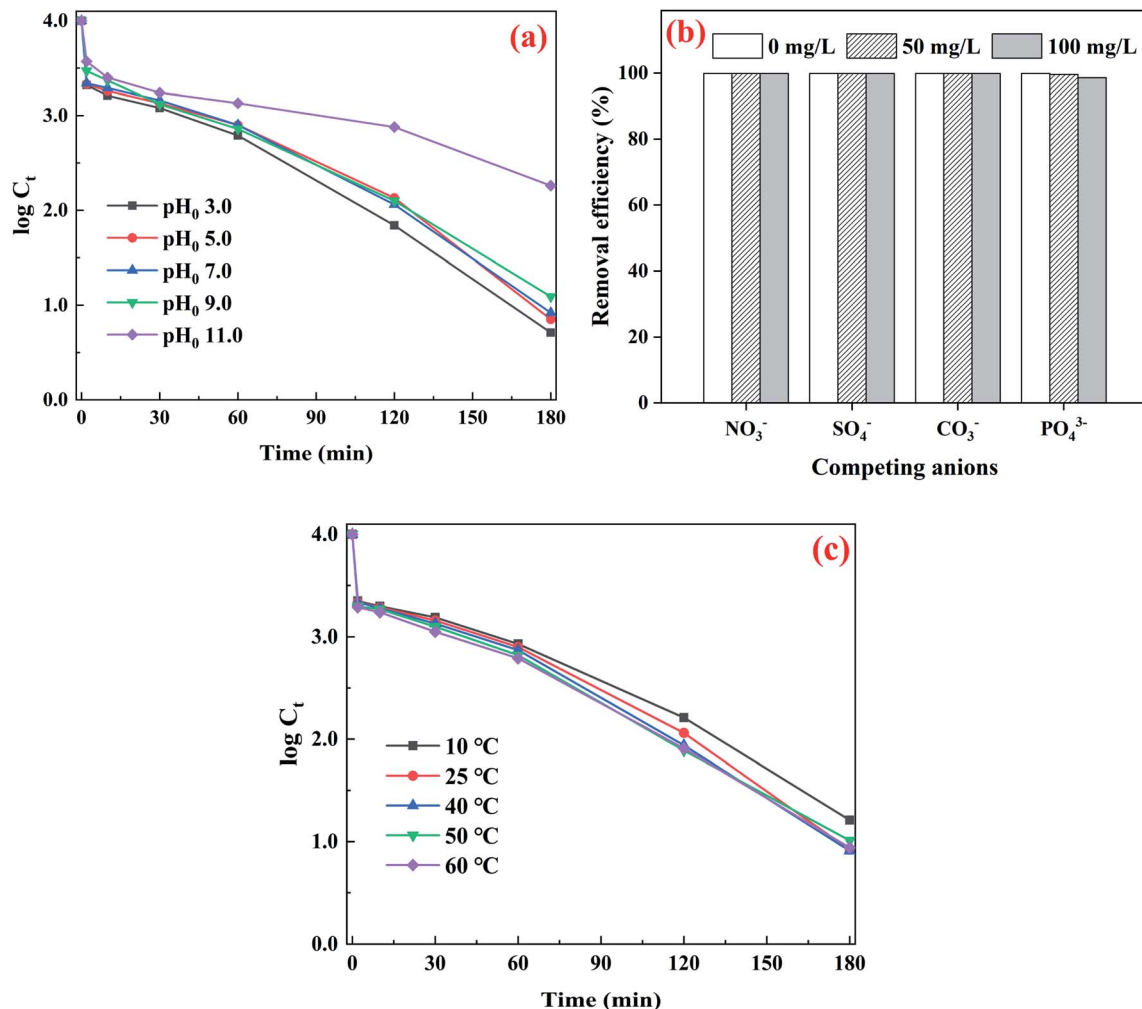 (a)
4.0
3.0
2.0
1.0
0.0
log Cₜ
pH₀ 3.0
pH₀ 5.0
pH₀ 7.0
pH₀ 9.0
pH₀ 11.0
0 30 60 90 120 150 180
Time (min)
(b)
0 mg/L 50 mg/L 100 mg/L
100
80
60
40
20
0
Removal efficiency (%)
NO₃⁻ SO₄⁻ CO₃⁻ PO₄³⁻
Competing anions
(c)
4.0
3.0
2.0
1.0
0.0
log Cₜ
10 °C
25 °C
40 °C
50 °C
60 °C
0 30 60 90 120 150 180
Time (min)